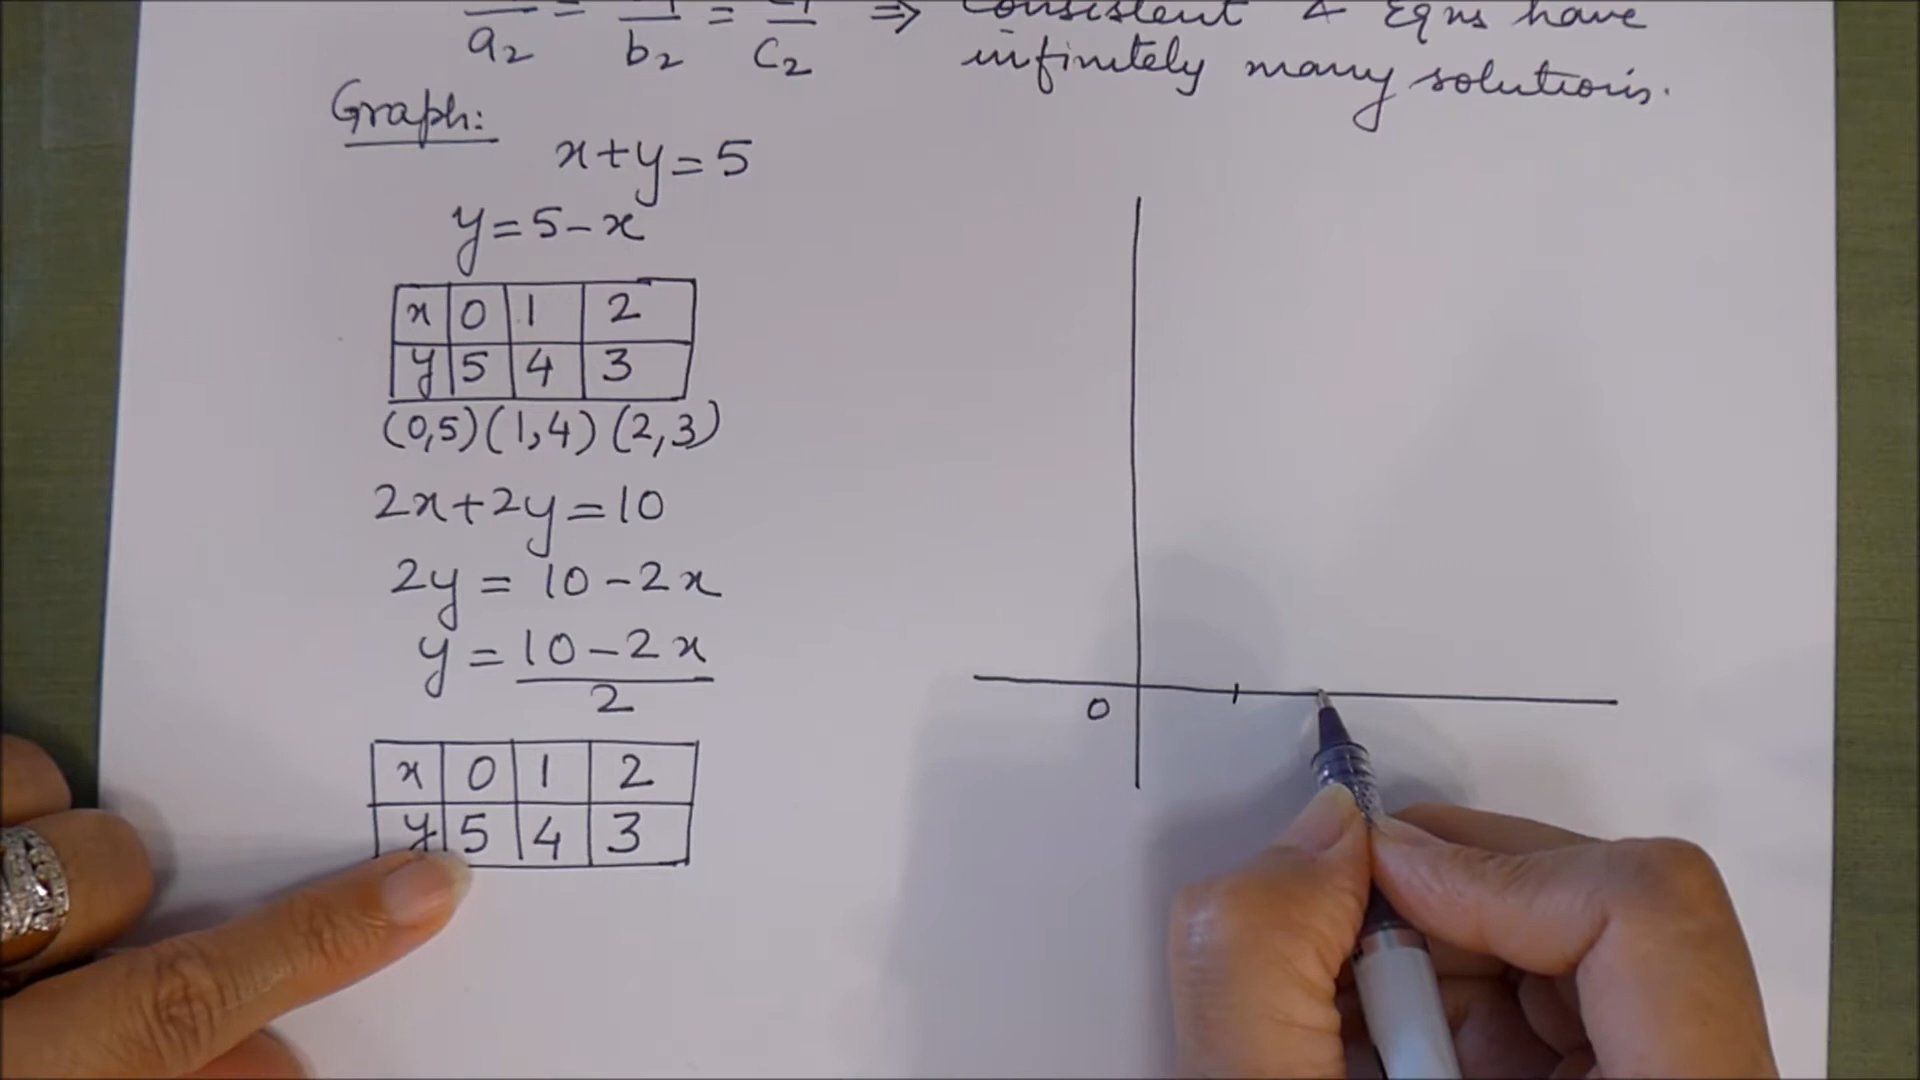 a₂ = b₂ = c₂ ⇒ Consistent & Eqns have
infinitely many solutions.
Graph:
x+y=5
y=5-x
x 0 1 2
y 5 4 3
(0,5)(1,4)(2,3)
2x+2y=10
2y = 10-2x
y = 10-2x
2
x 0 1 2
y 5 4 3
0